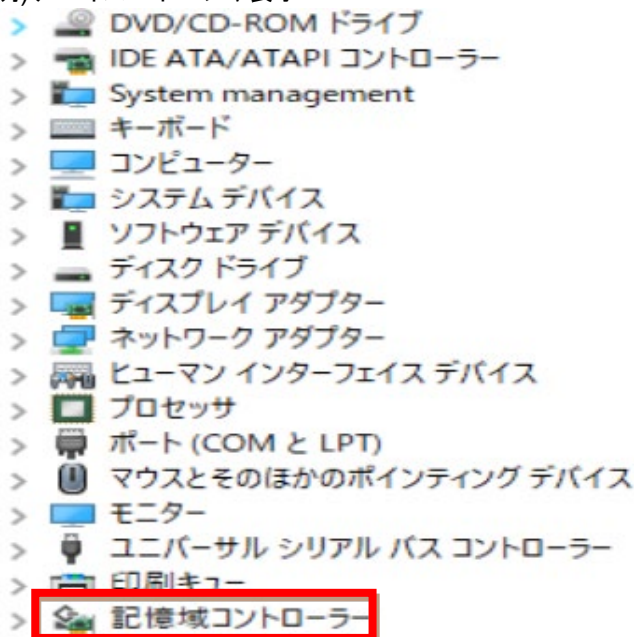 DVD/CD-ROM ドライブ
IDE ATA/ATAPI コントローラー
System management
キーボード
コンピューター
システム デバイス
ソフトウェア デバイス
ディスク ドライブ
ディスプレイ アダプター
ネットワーク アダプター
ヒューマン インターフェイス デバイス
プロセッサ
ポート (COM と LPT)
マウスとそのほかのポインティング デバイス
モニター
ユニバーサル シリアル バス コントローラー
印刷キュー
記憶域コントローラー